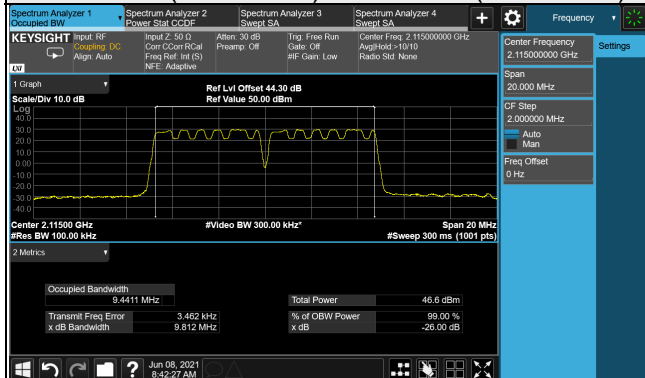 Spectrum Analyzer 1
Occupied BW
Spectrum Analyzer 2
Power Stat CCDF
Spectrum Analyzer 3
Swept SA
Spectrum Analyzer 4
Swept SA
+
Frequency
KEYSIGHT
LXI
Input: RF
Coupling: DC
Align: Auto
Input Z: 50 Ω
Corr CCorr RCal
Freq Ref: Int (S)
NFE: Adaptive
Atten: 30 dB
Preamp: Off
Trig: Free Run
Gate: Off
#IF Gain: Low
Center Freq: 2.115000000 GHz
Avg|Hold:>10/10
Radio Std: None
Center Frequency
2.115000000 GHz
Settings
Span
20.000 MHz
CF Step
2.000000 MHz
Auto
Man
Freq Offset
0 Hz
1 Graph
Scale/Div 10.0 dB
Ref Lvl Offset 44.30 dB
Ref Value 50.00 dBm
Log
40.0
30.0
20.0
10.0
0.00
-10.0
-20.0
-30.0
-40.0
Center 2.11500 GHz
#Res BW 100.00 kHz
#Video BW 300.00 kHz*
Span 20 MHz
#Sweep 300 ms (1001 pts)
2 Metrics
Occupied Bandwidth
9.4411 MHz
Total Power 46.6 dBm
Transmit Freq Error 3.462 kHz
% of OBW Power 99.00 %
x dB Bandwidth 9.812 MHz
x dB -26.00 dB
?
Jun 08, 2021
8:42:27 AM